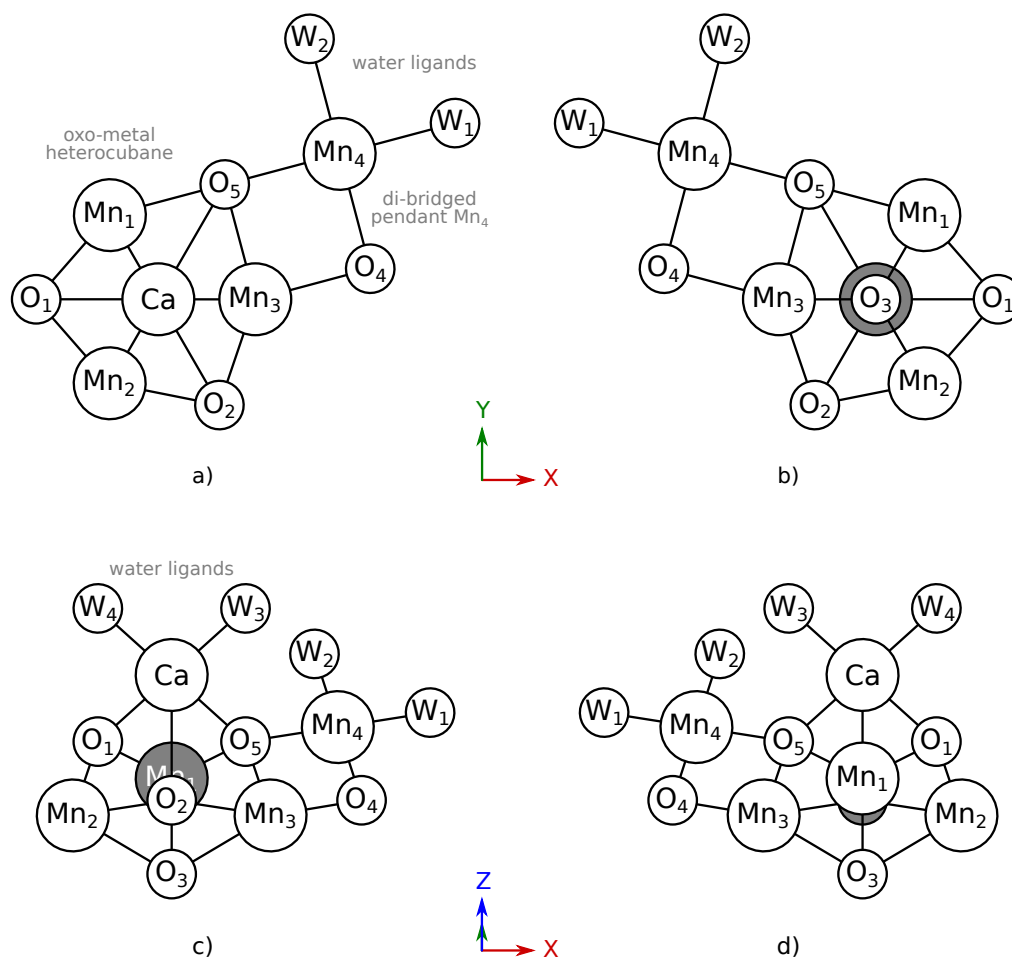 W₂
W₂
water ligands
W₁
W₁
oxo-metal
heterocubane
Mn₄
Mn₄
O₅
O₅
di-bridged
pendant Mn₄
Mn₁
Mn₁
O₄
O₄
O₁
Ca
Mn₃
Mn₃
O₃
O₁
Mn₂
Mn₂
O₂
O₂
Y
X
a)
b)
water ligands
W₄
W₃
W₃
W₄
W₂
W₂
Ca
Ca
W₁
Mn₄
W₁
Mn₄
O₁
O₅
O₅
O₁
Mn₁
Mn₁
O₂
O₄
O₄
Mn₂
Mn₃
Mn₃
Mn₂
O₃
O₃
Z
X
c)
d)